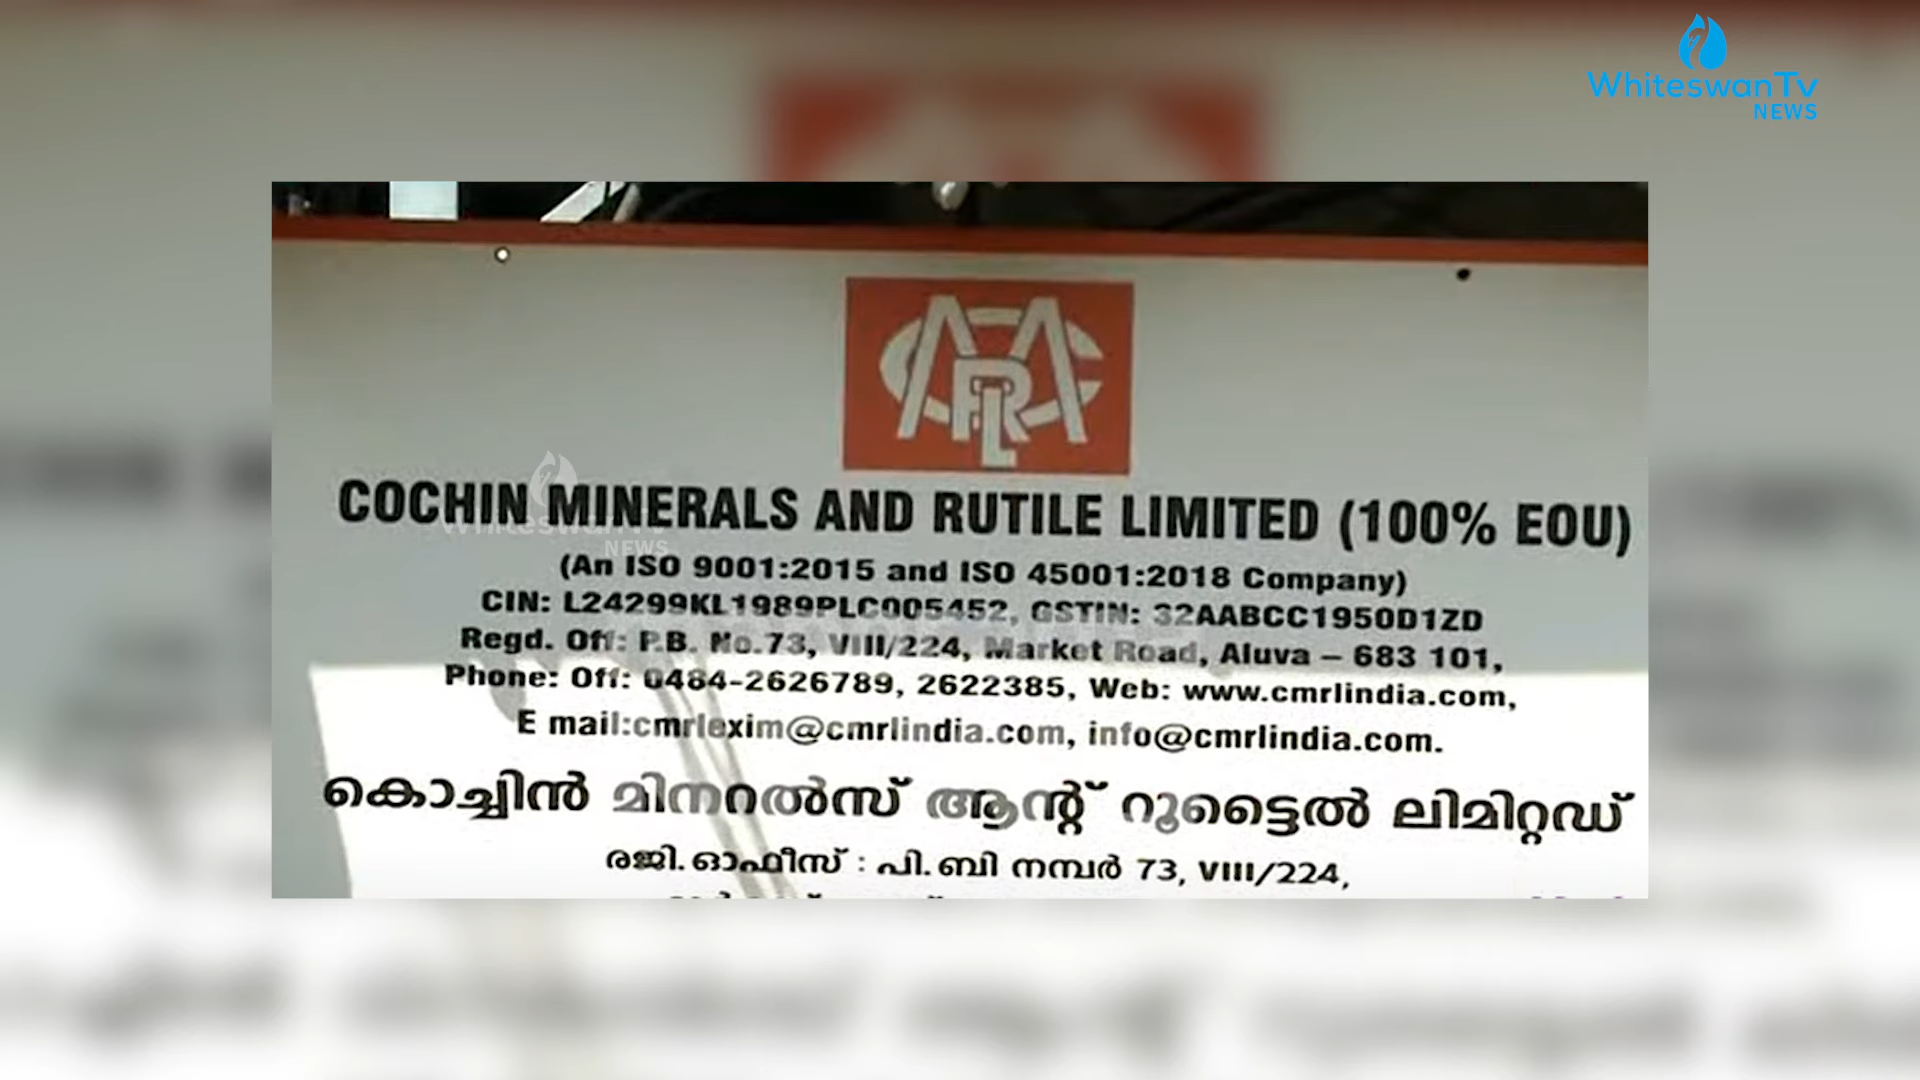 WhiteswanTv
NEWS
CMRL
COCHIN MINERALS AND RUTILE LIMITED (100% EOU)
(An ISO 9001:2015 and ISO 45001:2018 Company)
CIN: L24299KL1989PLC005452, GSTIN: 32AABCC1950D1ZD
Regd. Off: P.B. No.73, VIII/224, Market Road, Aluva – 683 101,
Phone: Off: 0484-2626789, 2622385, Web: www.cmrlindia.com,
E mail:cmrlexim@cmrlindia.com, info@cmrlindia.com.
കൊച്ചിൻ മിനറൽസ് ആന്റ് റൂട്ടൈൽ ലിമിറ്റഡ്
രജി.ഓഫീസ് : പി.ബി നമ്പർ 73, VIII/224,